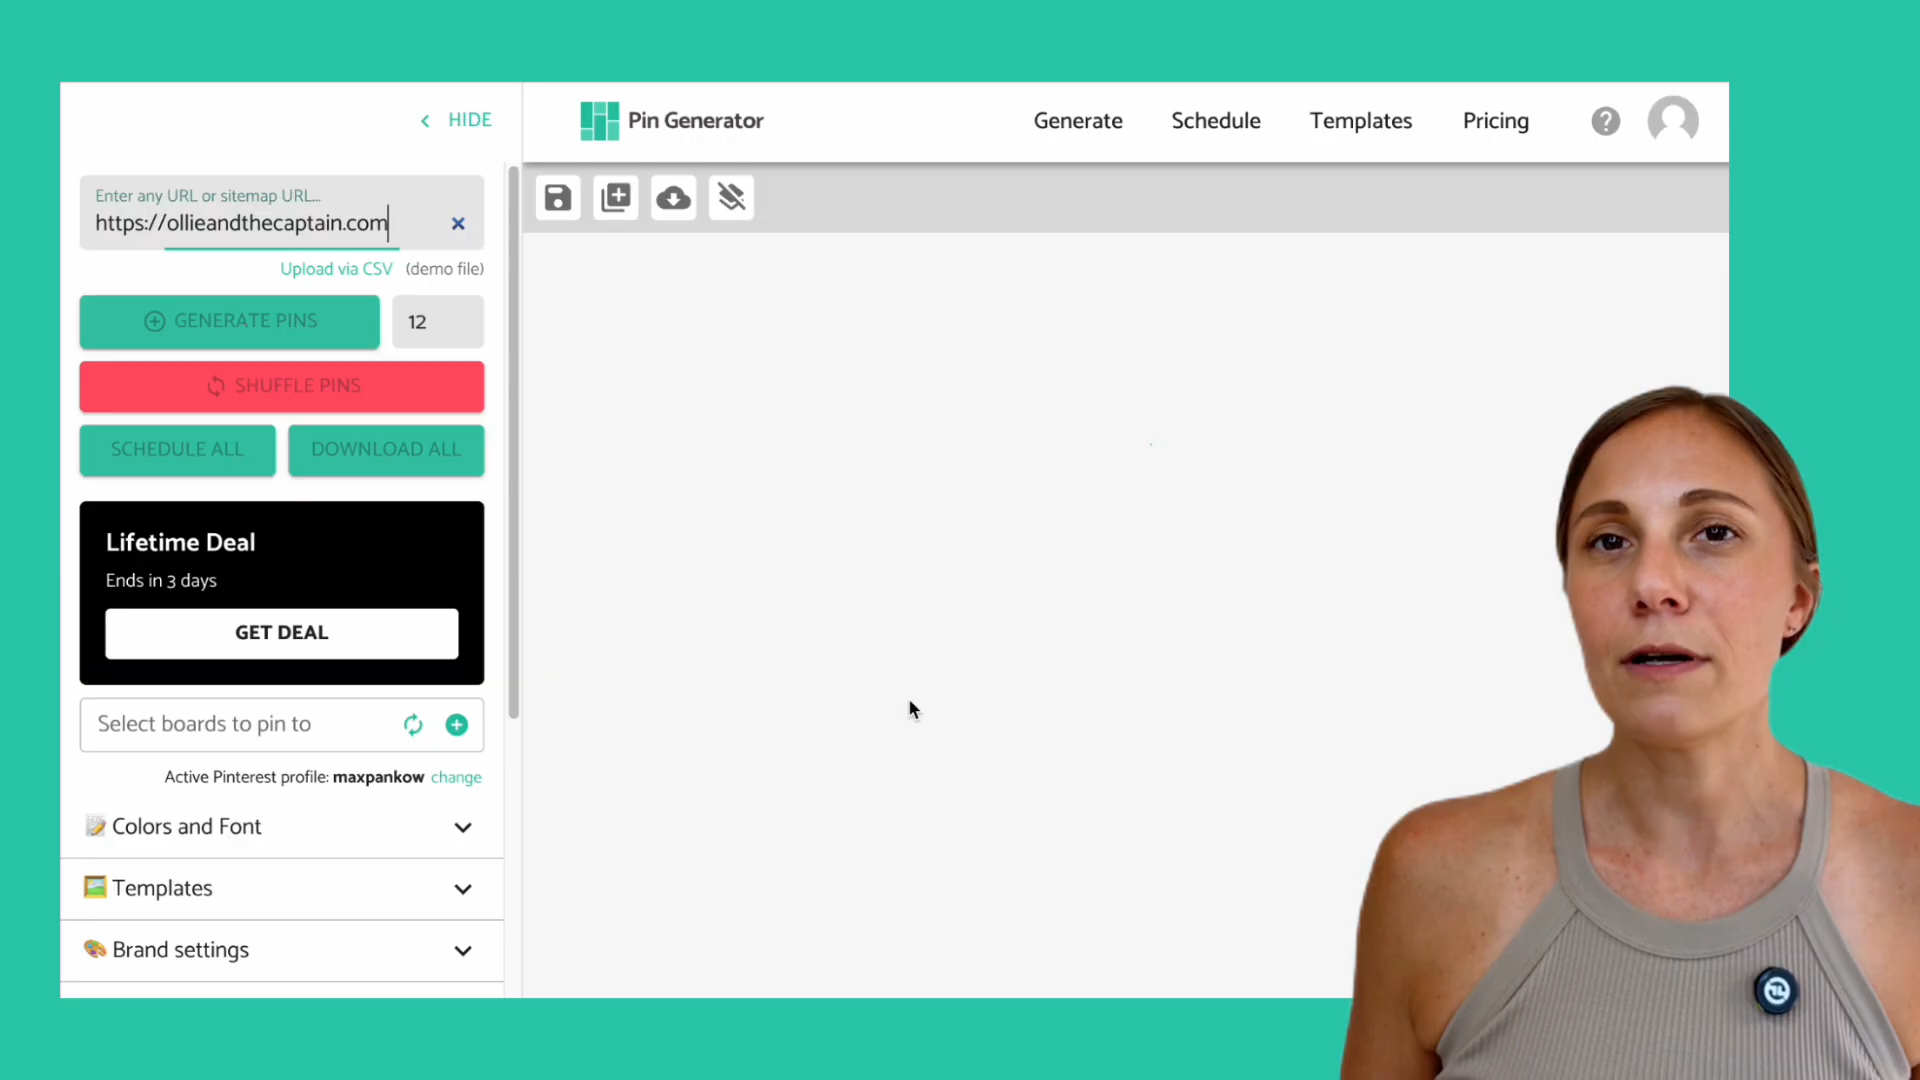 HIDE
Pin Generator
Generate
Schedule
Templates
Pricing
Enter any URL or sitemap URL...
https://ollieandthecaptain.com
Upload via CSV (demo file)
GENERATE PINS
12
SHUFFLE PINS
SCHEDULE ALL
DOWNLOAD ALL
Lifetime Deal
Ends in 3 days
GET DEAL
Select boards to pin to
Active Pinterest profile: maxpankow change
Colors and Font
Templates
Brand settings